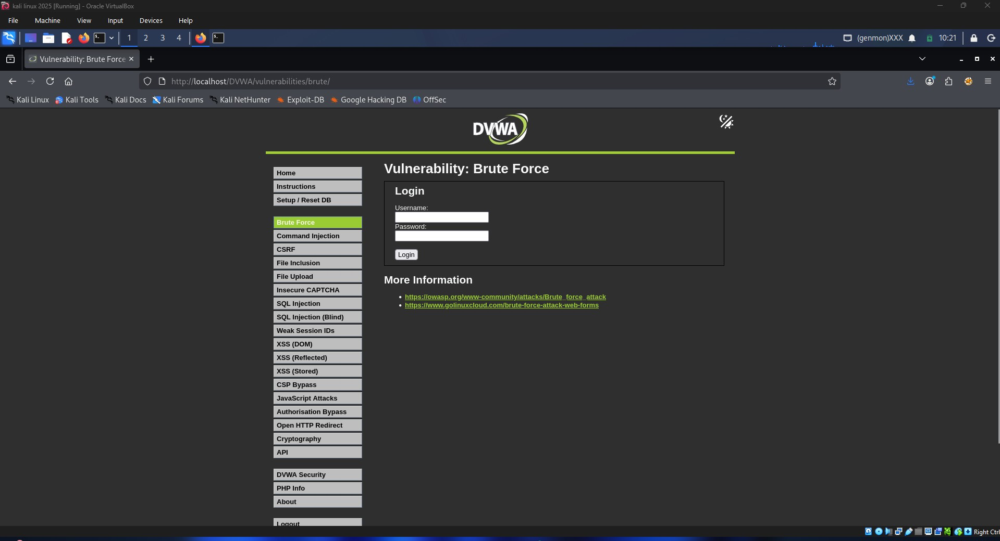 kali linux 2025 [Running] - Oracle VirtualBox
File Machine View Input Devices Help
1 2 3 4 (genmon)XXX 10:21
Vulnerability: Brute Force
http://localhost/DVWA/vulnerabilities/brute/
Kali Linux Kali Tools Kali Docs Kali Forums Kali NetHunter Exploit-DB Google Hacking DB OffSec
DVWA
Home
Instructions
Setup / Reset DB
Brute Force
Command Injection
CSRF
File Inclusion
File Upload
Insecure CAPTCHA
SQL Injection
SQL Injection (Blind)
Weak Session IDs
XSS (DOM)
XSS (Reflected)
XSS (Stored)
CSP Bypass
JavaScript Attacks
Authorisation Bypass
Open HTTP Redirect
Cryptography
API
DVWA Security
PHP Info
About
Logout
Vulnerability: Brute Force
Login
Username:
Password:
Login
More Information
https://owasp.org/www-community/attacks/Brute_force_attack
https://www.golinuxcloud.com/brute-force-attack-web-forms
Right Ctrl